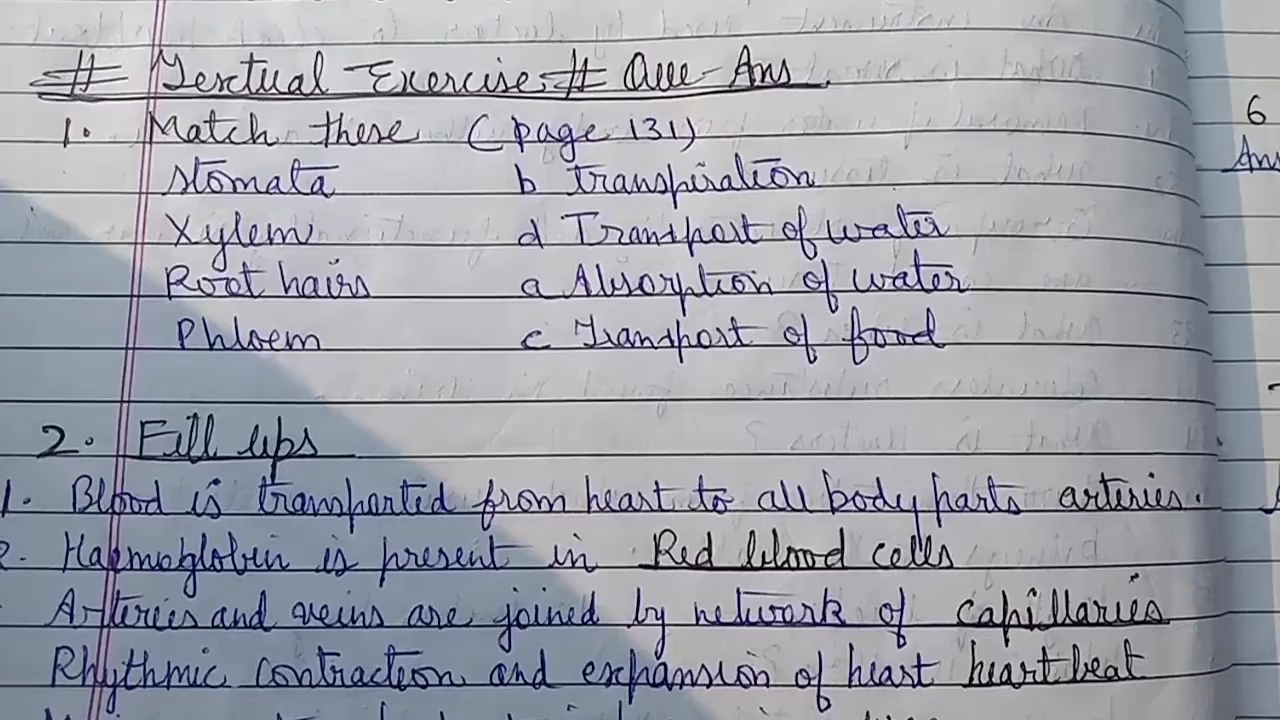 # Textual Exercise # Que-Ans
1. Match these (page 131)
Stomata b transpiration
Xylem d Transport of water
Root hairs a Absorption of water
Phloem c Transport of food
2. Fill ups
1. Blood is transported from heart to all body parts arteries.
2. Haemoglobin is present in Red blood cells
Arteries and veins are joined by network of capillaries
Rhythmic contraction and expansion of heart heart beat
6
Ans